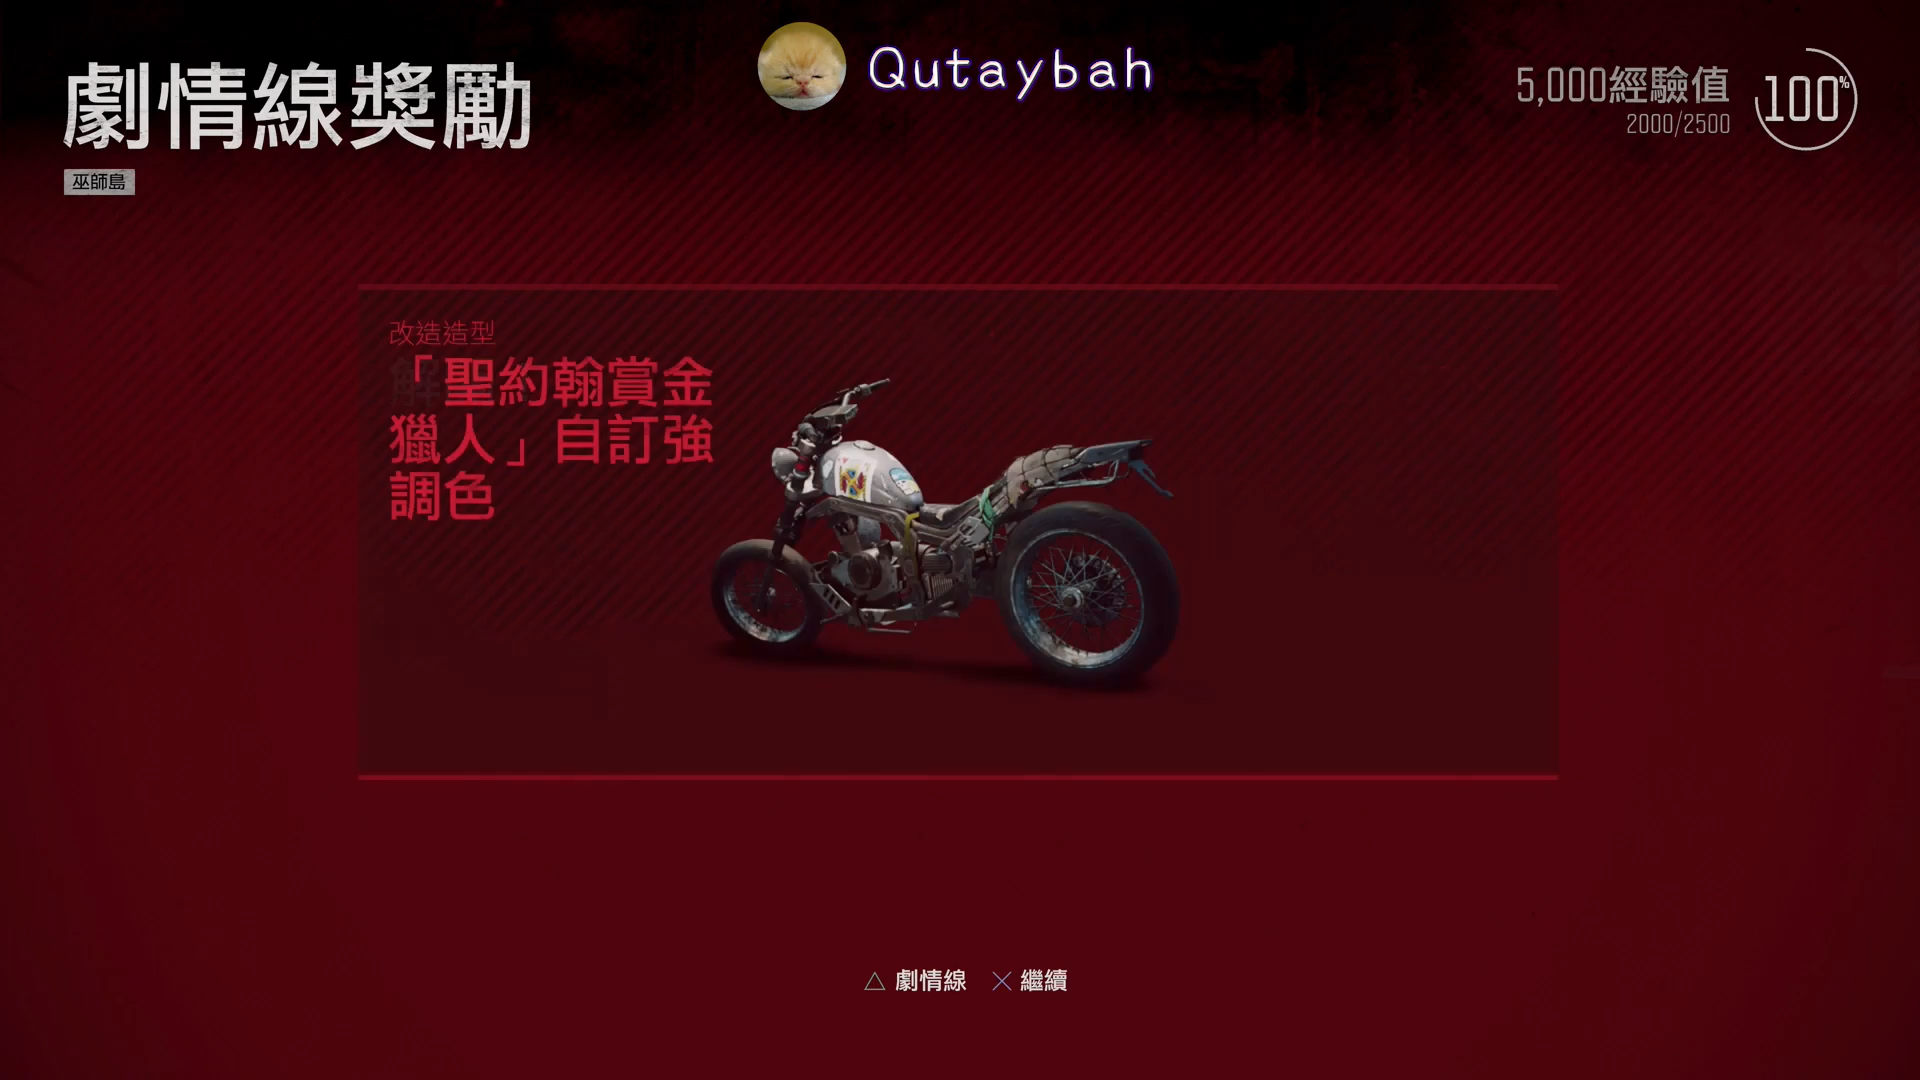 劇情線獎勵
巫師島
Qutaybah
5,000經驗值
2000/2500
100%
改造造型
「聖約翰賞金
獵人」自訂強
調色
△ 劇情線 × 繼續